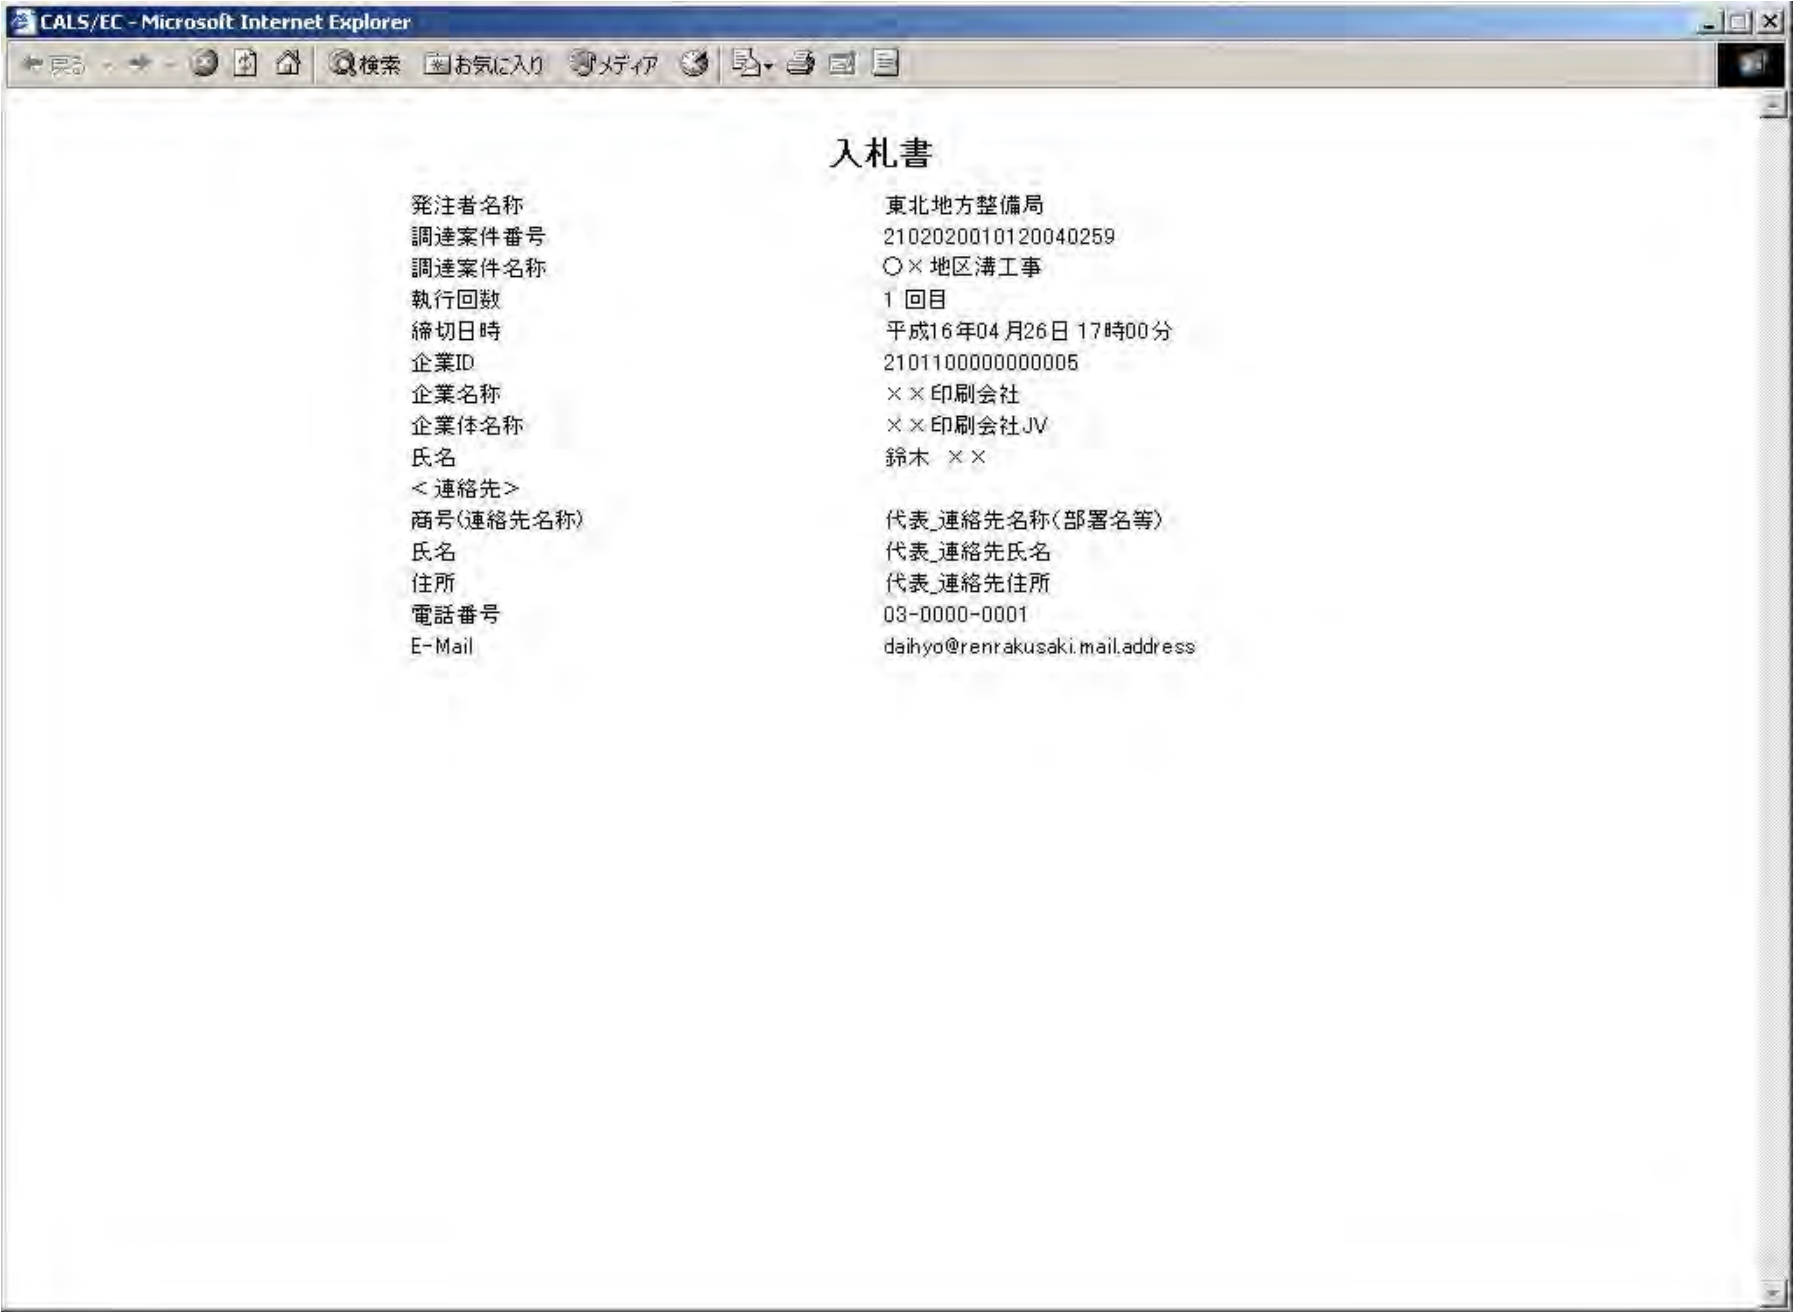 CALS/EC - Microsoft Internet Explorer
戻る 検索 お気に入り メディア
入札書
発注者名称 東北地方整備局
調達案件番号 2102020010120040259
調達案件名称 〇×地区溝工事
執行回数 1 回目
締切日時 平成16年04月26日 17時00分
企業ID 2101100000000005
企業名称 ××印刷会社
企業体名称 ××印刷会社JV
氏名 鈴木 ××
<連絡先>
商号(連絡先名称) 代表_連絡先名称(部署名等)
氏名 代表_連絡先氏名
住所 代表_連絡先住所
電話番号 03-0000-0001
E-Mail daihyo@renrakusaki.mail.address